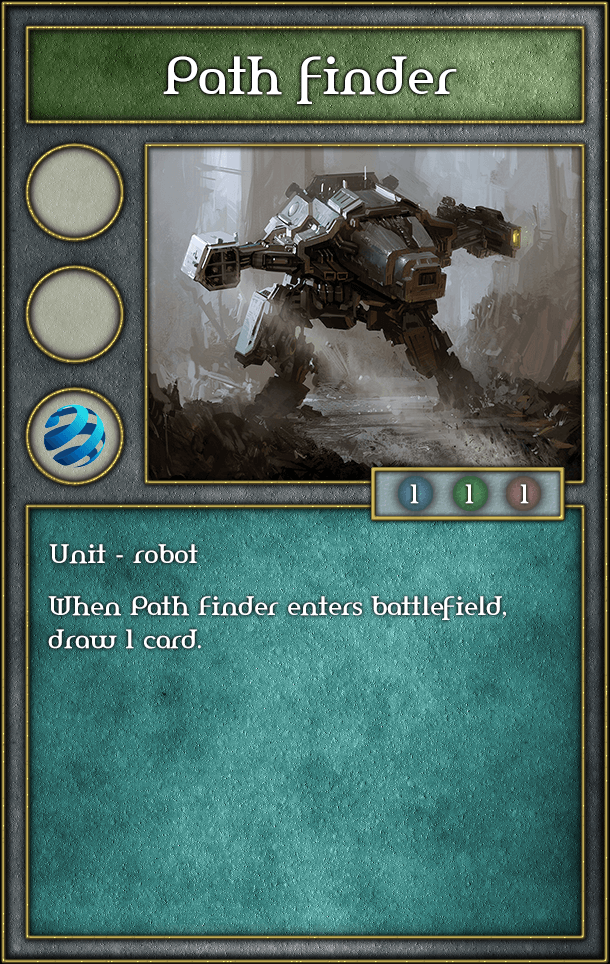 Path Finder
1 1 1
Unit - robot
When Path Finder enters battlefield,
draw 1 card.